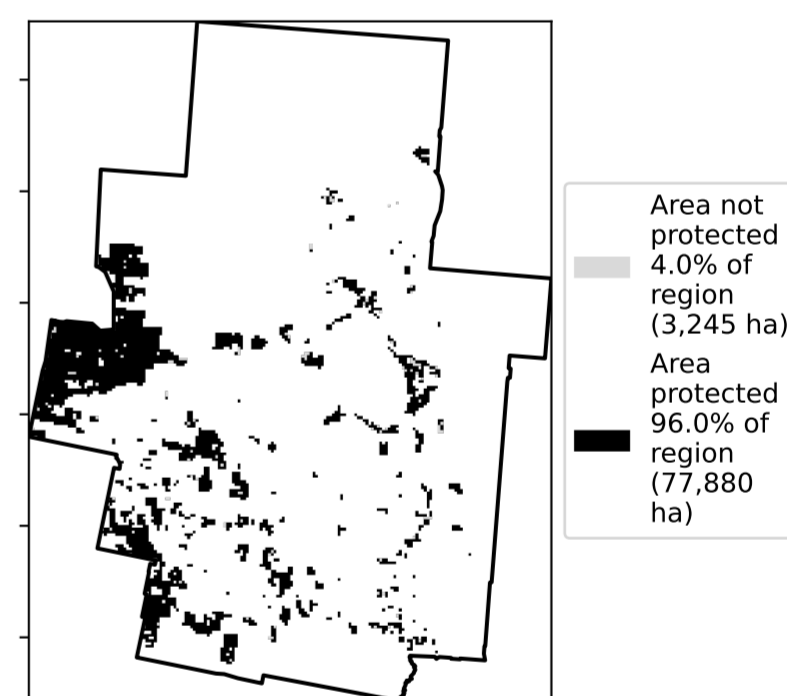 Area not
protected
4.0% of
region
(3,245 ha)
Area
protected
96.0% of
region
(77,880
ha)